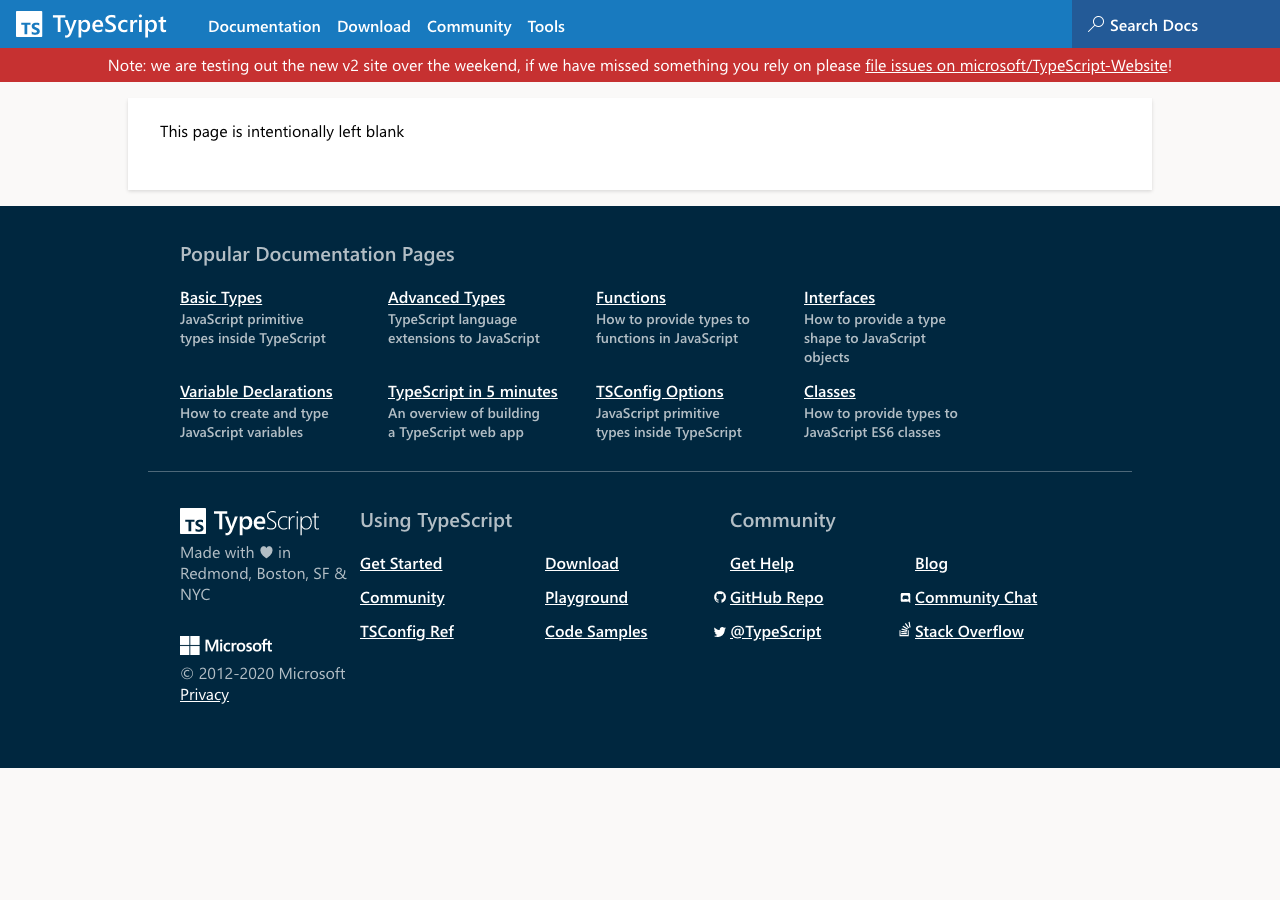 TS TypeScript Documentation Download Community Tools Search Docs
Note: we are testing out the new v2 site over the weekend, if we have missed something you rely on please file issues on microsoft/TypeScript-Website!
This page is intentionally left blank
Popular Documentation Pages
Basic Types
JavaScript primitive
types inside TypeScript
Advanced Types
TypeScript language
extensions to JavaScript
Functions
How to provide types to
functions in JavaScript
Interfaces
How to provide a type
shape to JavaScript
objects
Variable Declarations
How to create and type
JavaScript variables
TypeScript in 5 minutes
An overview of building
a TypeScript web app
TSConfig Options
JavaScript primitive
types inside TypeScript
Classes
How to provide types to
JavaScript ES6 classes
TS TypeScript
Made with ♥ in
Redmond, Boston, SF &
NYC
Microsoft
© 2012-2020 Microsoft
Privacy
Using TypeScript
Get Started
Download
Community
Playground
TSConfig Ref
Code Samples
Community
Get Help
Blog
GitHub Repo
Community Chat
@TypeScript
Stack Overflow